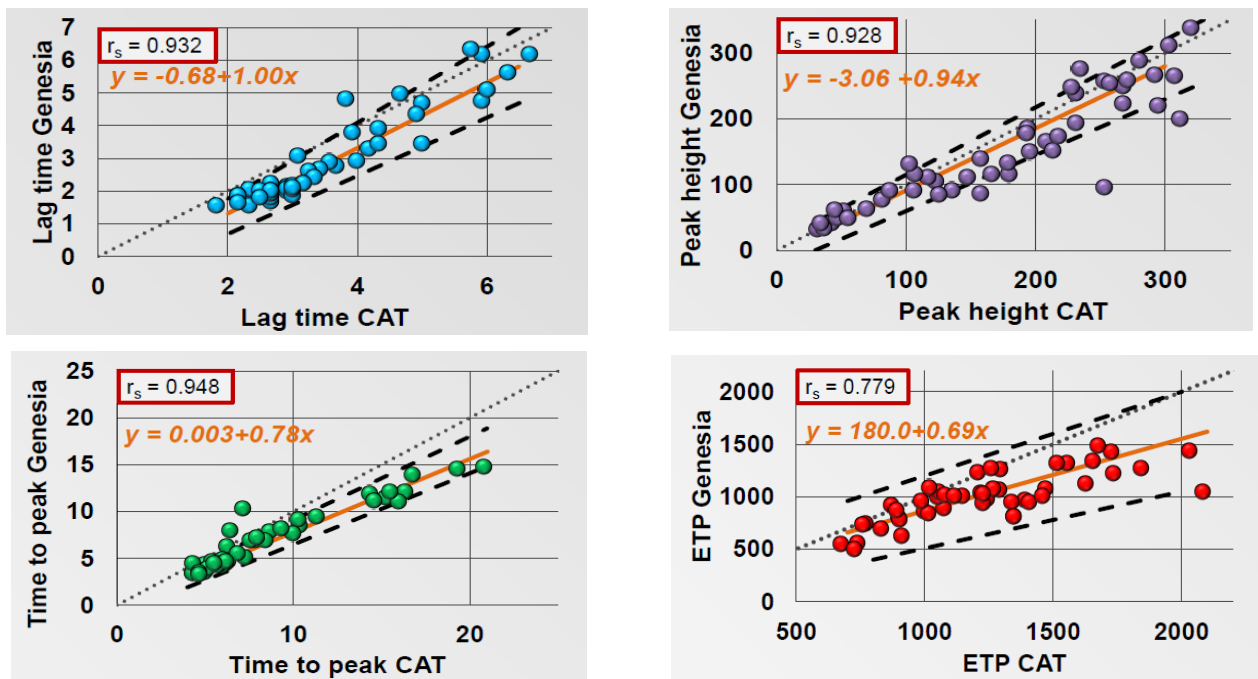 7
6
5
4
3
2
1
0
Lag time Genesia
rs = 0.932
y = -0.68+1.00x
0 2 4 6
Lag time CAT
300
200
100
0
Peak height Genesia
rs = 0.928
y = -3.06 +0.94x
0 100 200 300
Peak height CAT
25
20
15
10
5
0
Time to peak Genesia
rs = 0.948
y = 0.003+0.78x
0 10 20
Time to peak CAT
2000
1500
1000
500
0
ETP Genesia
rs = 0.779
y = 180.0+0.69x
500 1000 1500 2000
ETP CAT